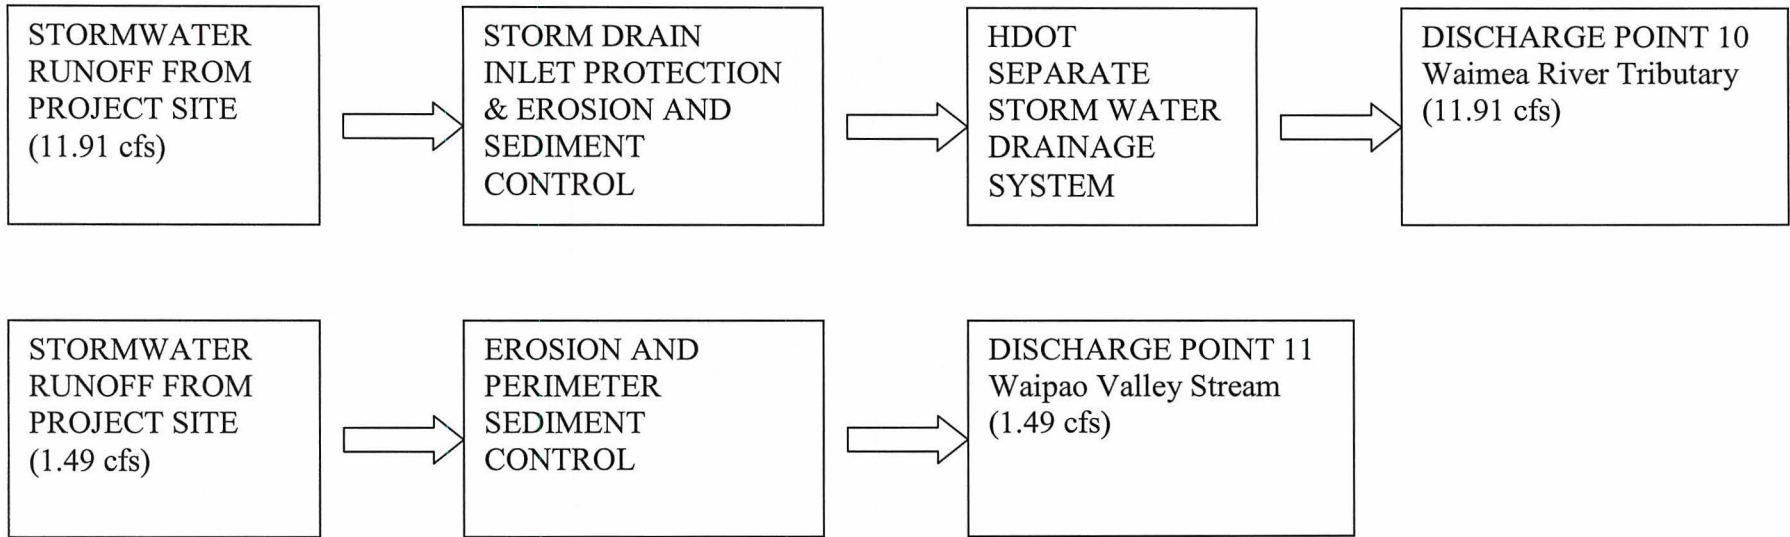 STORMWATER
RUNOFF FROM
PROJECT SITE
(11.91 cfs)
STORM DRAIN
INLET PROTECTION
& EROSION AND
SEDIMENT
CONTROL
HDOT
SEPARATE
STORM WATER
DRAINAGE
SYSTEM
DISCHARGE POINT 10
Waimea River Tributary
(11.91 cfs)
STORMWATER
RUNOFF FROM
PROJECT SITE
(1.49 cfs)
EROSION AND
PERIMETER
SEDIMENT
CONTROL
DISCHARGE POINT 11
Waipao Valley Stream
(1.49 cfs)